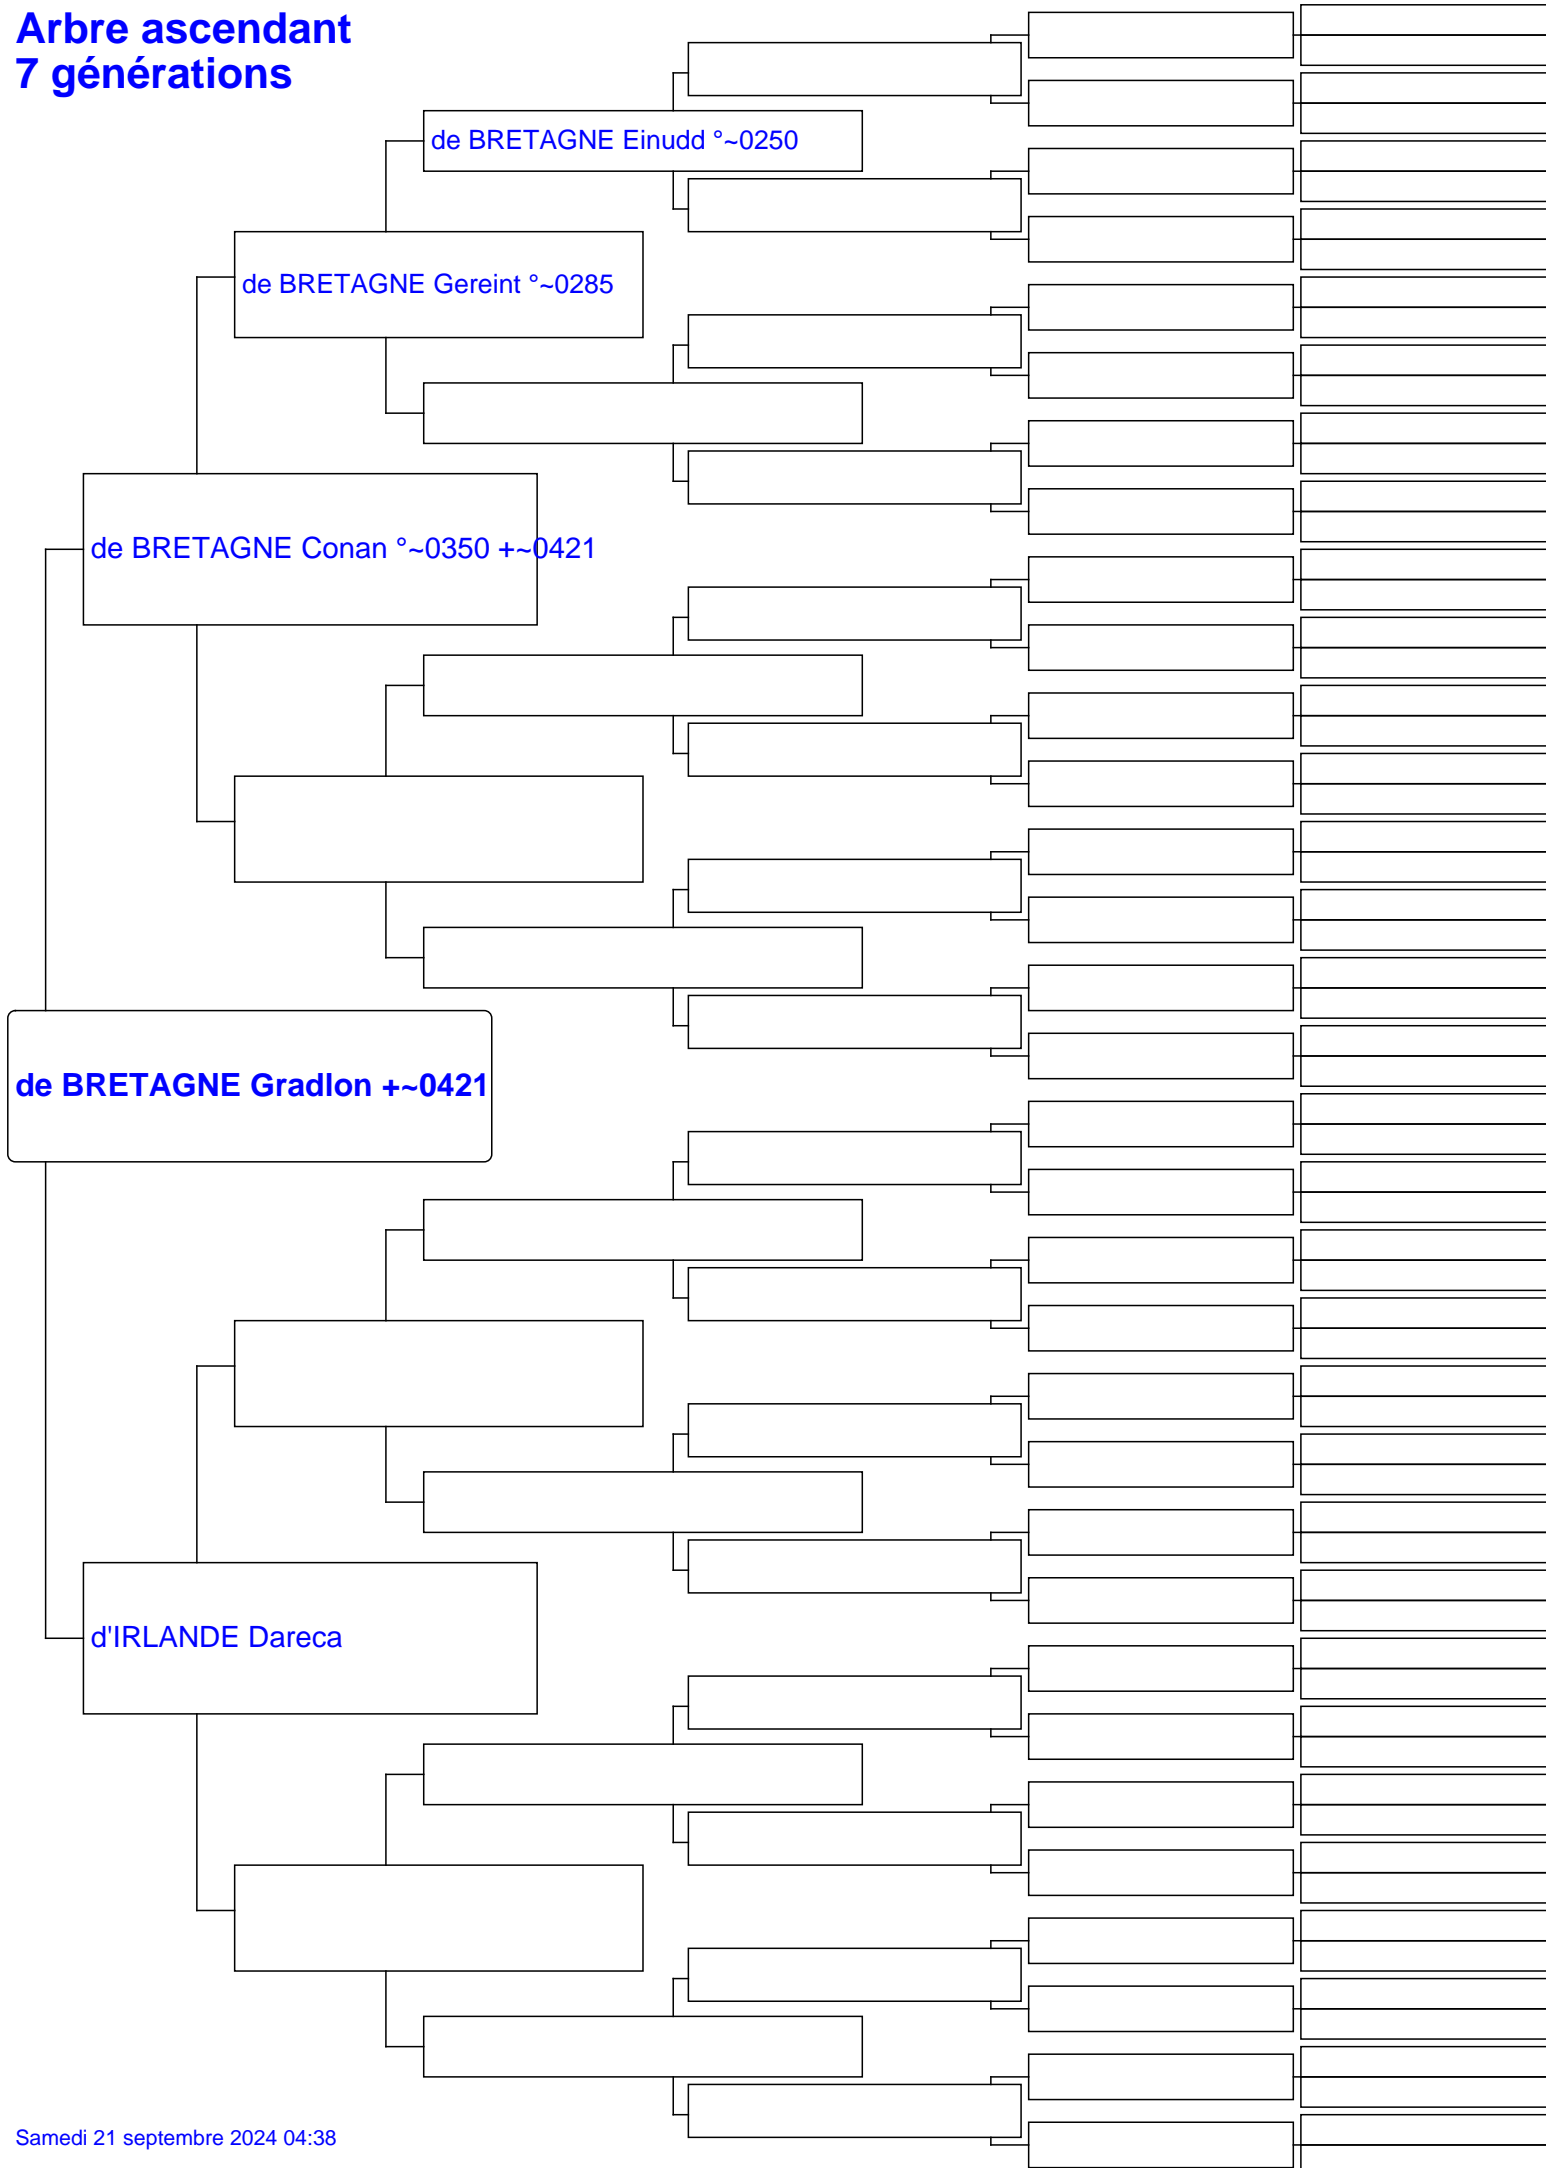 Arbre ascendant
7 générations
de BRETAGNE Einudd °~0250
de BRETAGNE Gereint °~0285
de BRETAGNE Conan °~0350 +~0421
de BRETAGNE Gradlon +~0421
d'IRLANDE Dareca
Samedi 21 septembre 2024 04:38